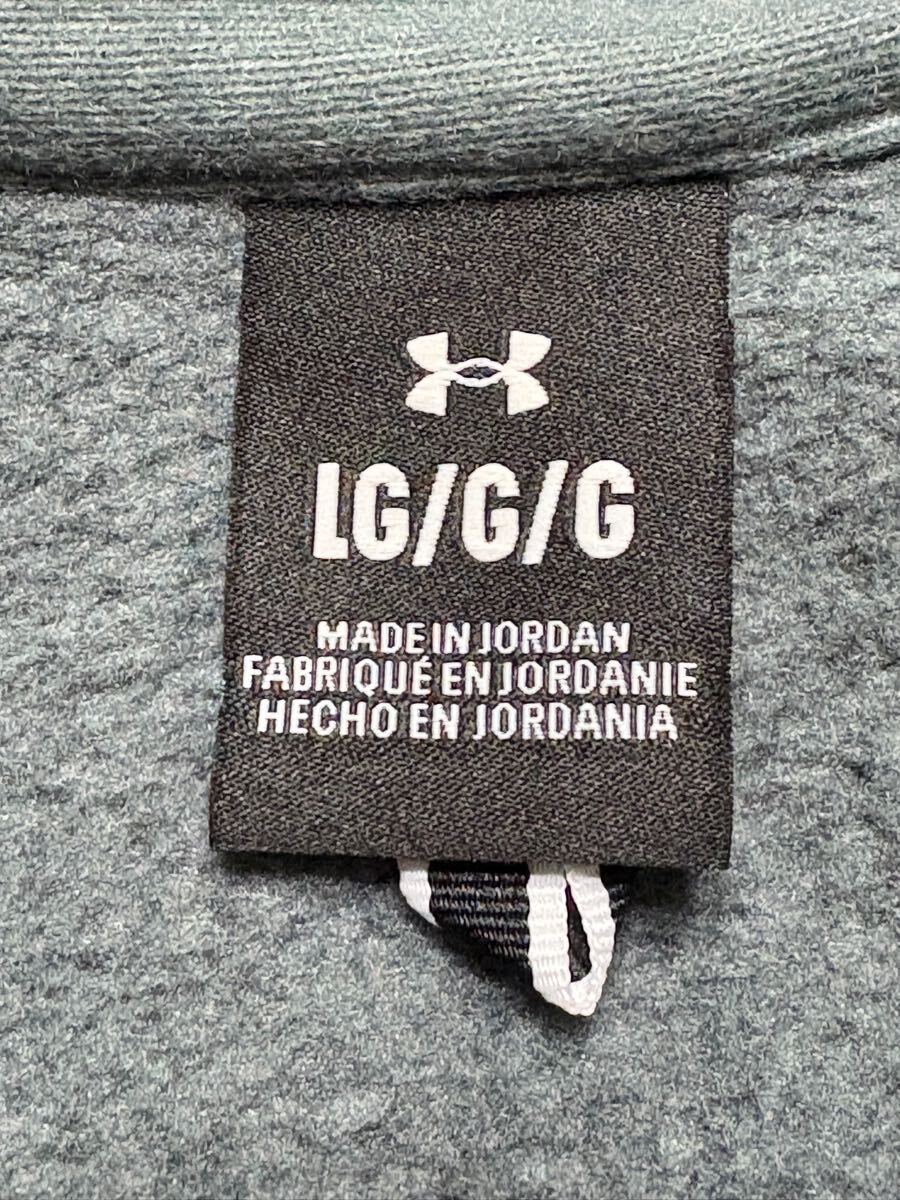 LG/G/G
MADE IN JORDAN
FABRIQUÉ EN JORDANIE
HECHO EN JORDANIA